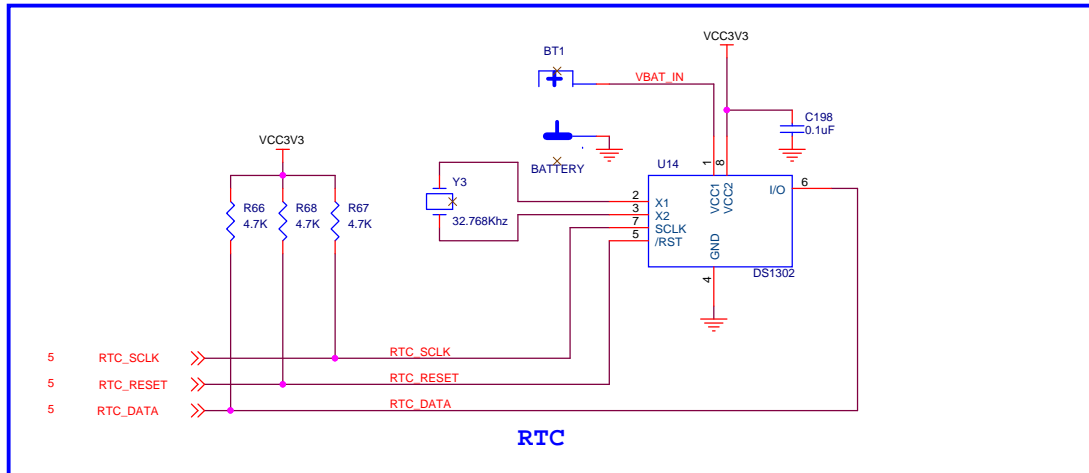 VCC3V3
BT1
VBAT_IN
C198
0.1uF
VCC3V3
BATTERY
U14
1
8
6
VCC1
VCC2
I/O
Y3
2
X1
3
X2
7
SCLK
5
/RST
32.768Khz
GND
4
DS1302
R66
4.7K
R68
4.7K
R67
4.7K
5 RTC_SCLK RTC_SCLK
5 RTC_RESET RTC_RESET
5 RTC_DATA RTC_DATA
RTC